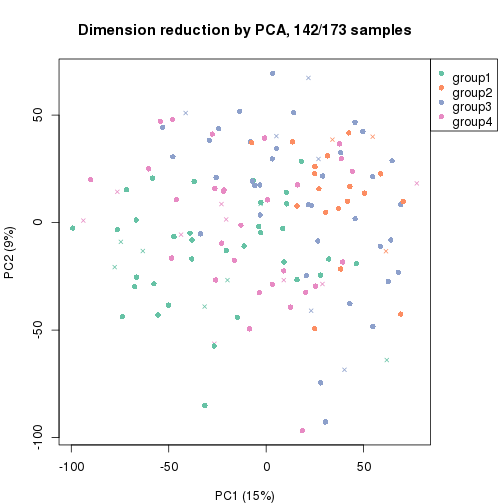 Dimension reduction by PCA, 142/173 samples
group1
group2
group3
group4
50
0
-50
-100
PC2 (9%)
-100 -50 0 50
PC1 (15%)